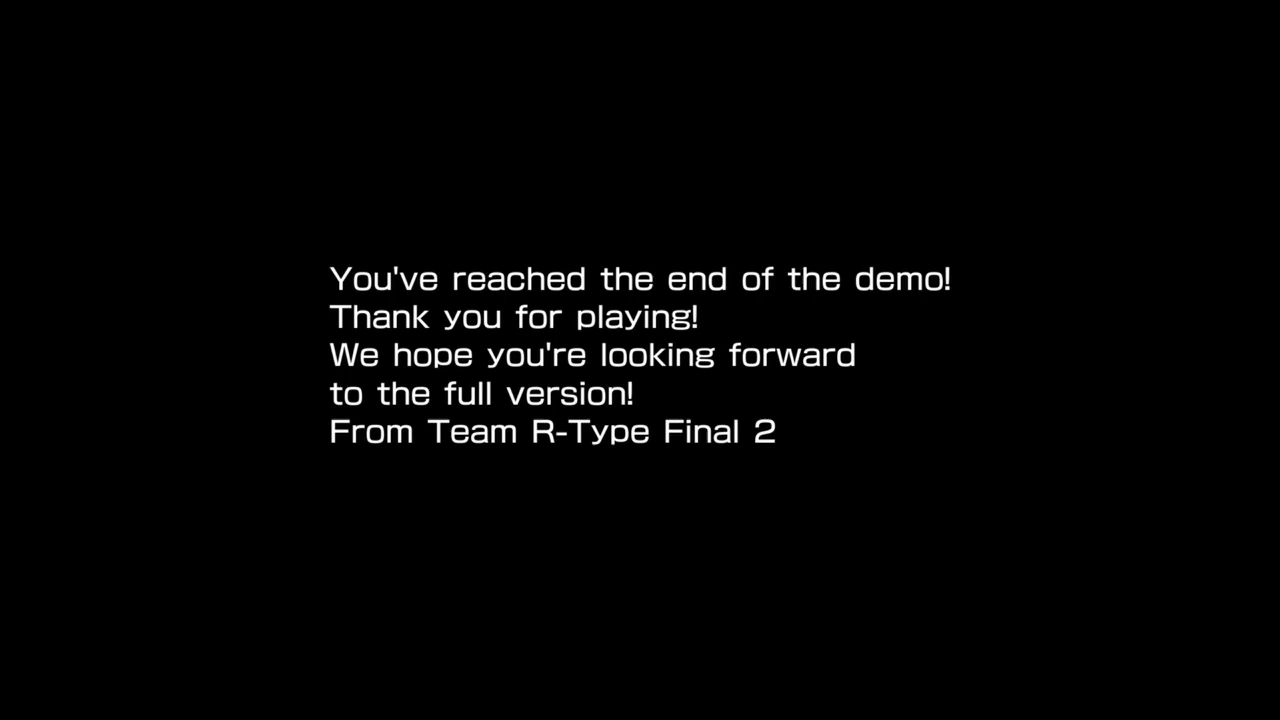 You've reached the end of the demo!
Thank you for playing!
We hope you're looking forward
to the full version!
From Team R-Type Final 2